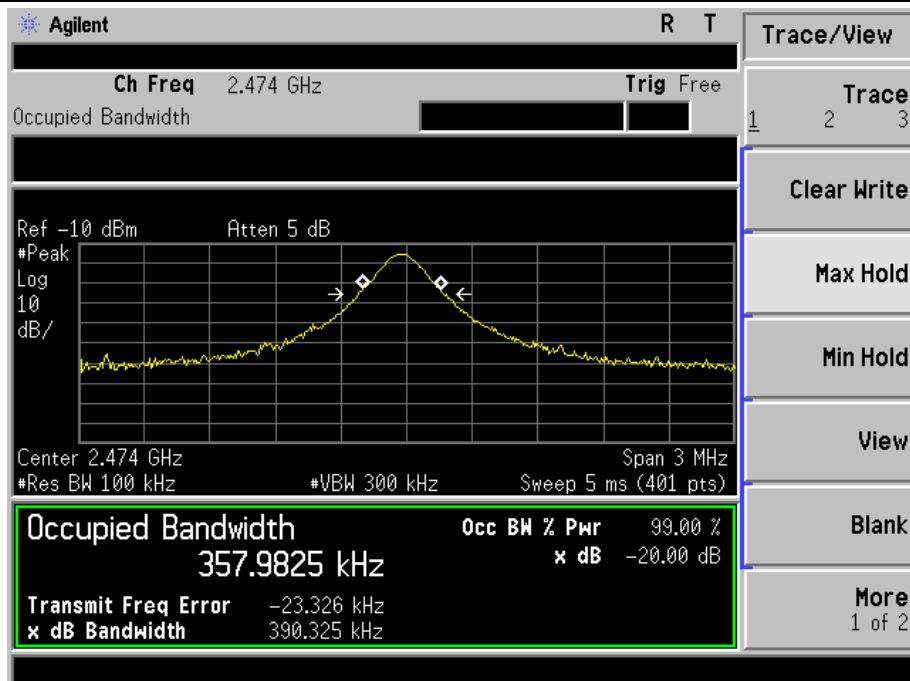 Agilent R T
Ch Freq 2.474 GHz Trig Free
Occupied Bandwidth
Ref -10 dBm Atten 5 dB
#Peak
Log
10
dB/
Center 2.474 GHz Span 3 MHz
#Res BW 100 kHz #VBW 300 kHz Sweep 5 ms (401 pts)
Occupied Bandwidth Occ BW % Pwr 99.00 %
357.9825 kHz x dB -20.00 dB
Transmit Freq Error -23.326 kHz
x dB Bandwidth 390.325 kHz
Trace/View
Trace
1 2 3
Clear Write
Max Hold
Min Hold
View
Blank
More
1 of 2